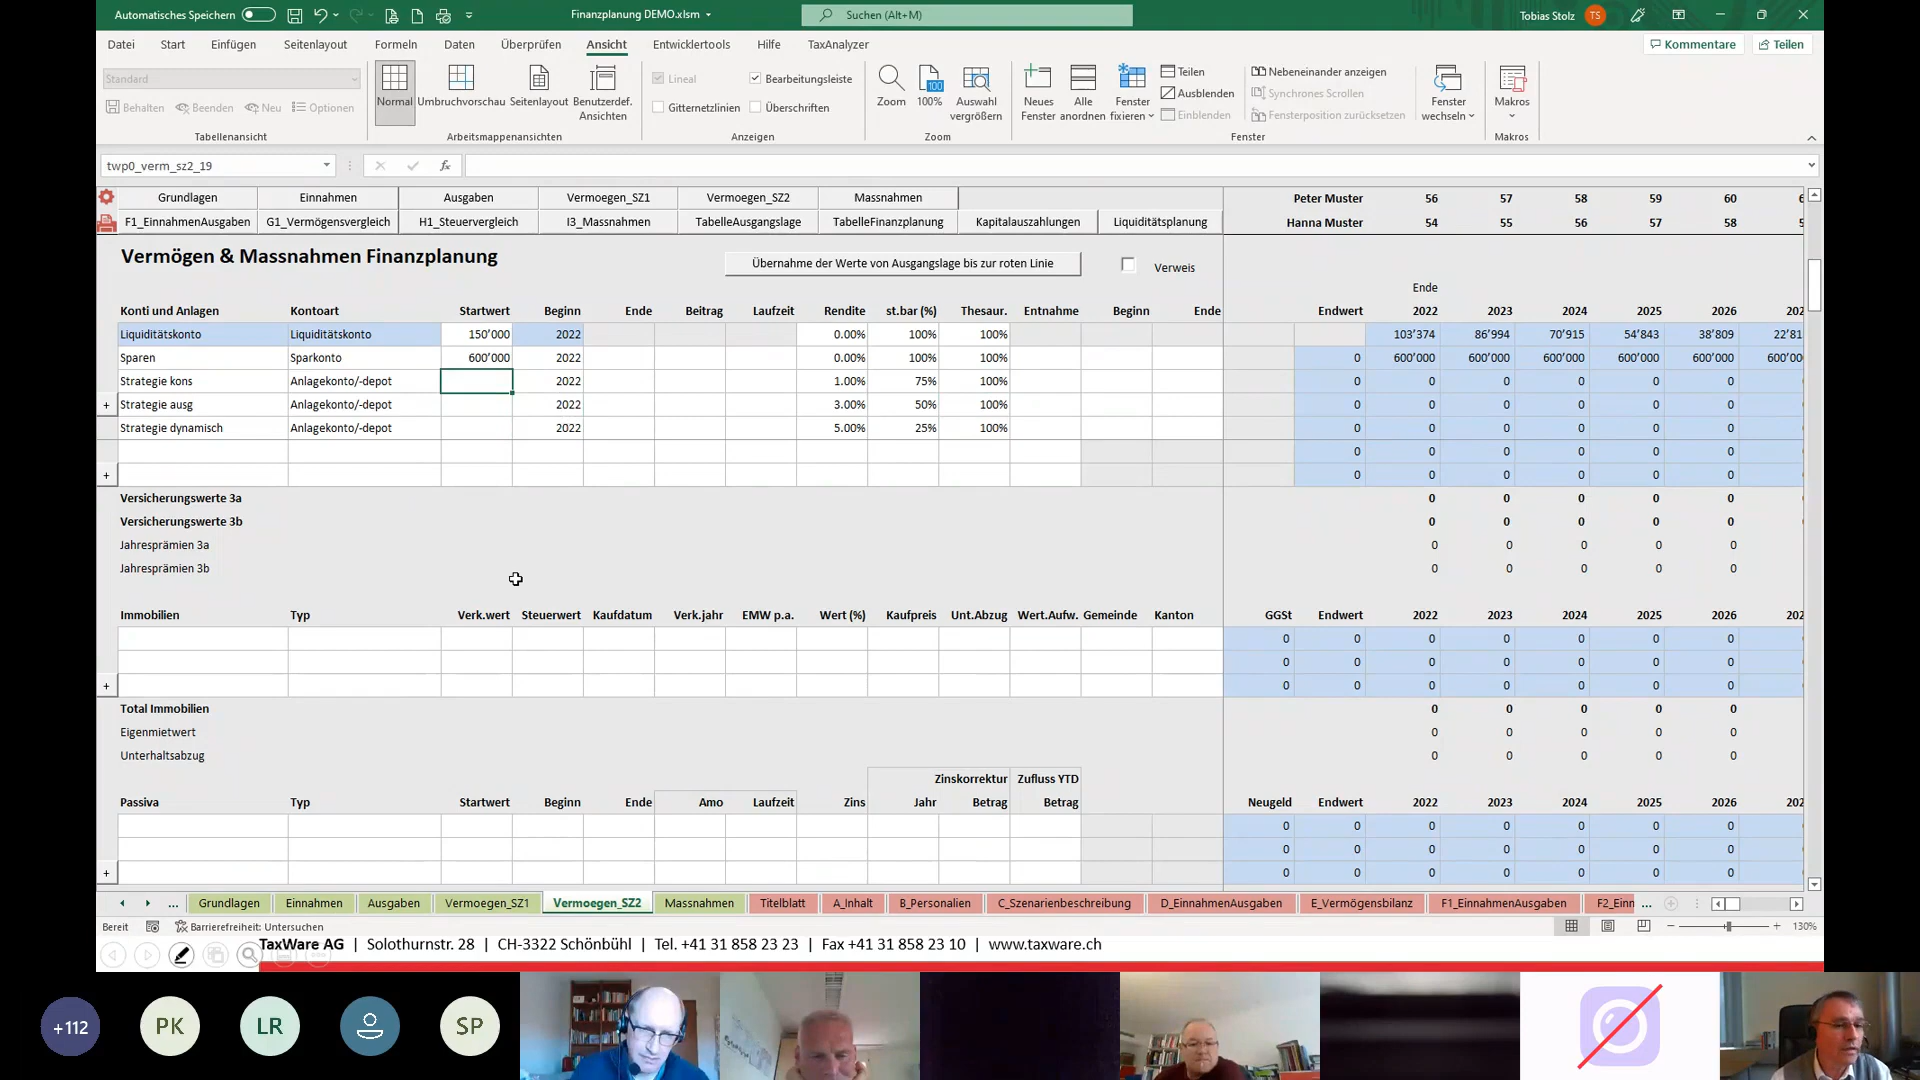 Automatisches Speichern
Finanzplanung DEMO.xlsm
Suchen (Alt+M)
Tobias Stolz TS
Datei Start Einfügen Seitenlayout Formeln Daten Überprüfen Ansicht Entwicklertools Hilfe TaxAnalyzer
Kommentare Teilen
Standard
Behalten Beenden Neu Optionen
Tabellenansicht
Normal Umbruchvorschau Seitenlayout Benutzerdef. Ansichten
Arbeitsmappenansichten
Lineal Bearbeitungsleiste
Gitternetzlinien Überschriften
Anzeigen
Zoom 100% Auswahl vergrößern
Zoom
Neues Fenster Alle anordnen Fenster fixieren
Teilen
Ausblenden
Einblenden
Nebeneinander anzeigen
Synchrones Scrollen
Fensterposition zurücksetzen
Fenster wechseln
Fenster
Makros
Makros
twp0_verm_sz2_19 fx
Grundlagen Einnahmen Ausgaben Vermoegen_SZ1 Vermoegen_SZ2 Massnahmen Peter Muster 56 57 58 59 60 6
F1_EinnahmenAusgaben G1_Vermögensvergleich H1_Steuervergleich I3_Massnahmen TabelleAusgangslage TabelleFinanzplanung Kapitalauszahlungen Liquiditätsplanung Hanna Muster 54 55 56 57 58 5
Vermögen & Massnahmen Finanzplanung Übernahme der Werte von Ausgangslage bis zur roten Linie Verweis
Ende
Konti und Anlagen Kontoart Startwert Beginn Ende Beitrag Laufzeit Rendite st.bar (%) Thesaur. Entnahme Beginn Ende Endwert 2022 2023 2024 2025 2026 202
Liquiditätskonto Liquiditätskonto 150’000 2022 0.00% 100% 100% 103’374 86’994 70’915 54’843 38’809 22’81
Sparen Sparkonto 600’000 2022 0.00% 100% 100% 0 600’000 600’000 600’000 600’000 600’000 600’00
Strategie kons Anlagekonto/-depot 2022 1.00% 75% 100% 0 0 0 0 0 0
+ Strategie ausg Anlagekonto/-depot 2022 3.00% 50% 100% 0 0 0 0 0 0
Strategie dynamisch Anlagekonto/-depot 2022 5.00% 25% 100% 0 0 0 0 0 0
0 0 0 0 0 0
+ 0 0 0 0 0 0
Versicherungswerte 3a 0 0 0 0 0
Versicherungswerte 3b 0 0 0 0 0
Jahresprämien 3a 0 0 0 0 0
Jahresprämien 3b 0 0 0 0 0
Immobilien Typ Verk.wert Steuerwert Kaufdatum Verk.jahr EMW p.a. Wert (%) Kaufpreis Unt.Abzug Wert.Aufw. Gemeinde Kanton GGSt Endwert 2022 2023 2024 2025 2026 202
0 0 0 0 0 0 0
0 0 0 0 0 0 0
+ 0 0 0 0 0 0 0
Total Immobilien 0 0 0 0 0
Eigenmietwert 0 0 0 0 0
Unterhaltsabzug 0 0 0 0 0
Zinskorrektur Zufluss YTD
Passiva Typ Startwert Beginn Ende Amo Laufzeit Zins Jahr Betrag Betrag Neugeld Endwert 2022 2023 2024 2025 2026 202
0 0 0 0 0 0 0
0 0 0 0 0 0 0
+ 0 0 0 0 0 0 0
... Grundlagen Einnahmen Ausgaben Vermoegen_SZ1 Vermoegen_SZ2 Massnahmen Titelblatt A_Inhalt B_Personalien C_Szenarienbeschreibung D_EinnahmenAusgaben E_Vermögensbilanz F1_EinnahmenAusgaben F2_Einn ...
Bereit Barrierefreiheit: Untersuchen 130%
TaxWare AG | Solothurnstr. 28 | CH-3322 Schönbühl | Tel. +41 31 858 23 23 | Fax +41 31 858 23 10 | www.taxware.ch
+112 PK LR SP